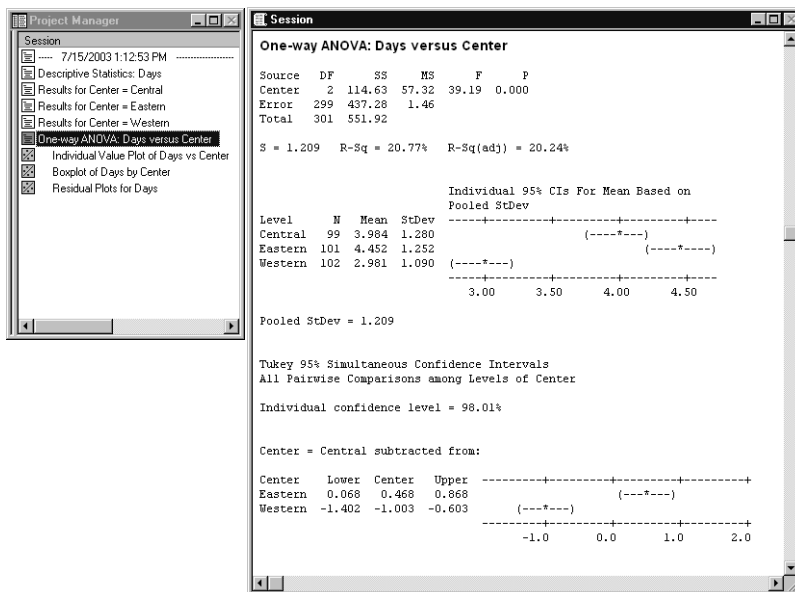 Project Manager
Session
----- 7/15/2003 1:12:53 PM --------------------
Descriptive Statistics: Days
Results for Center = Central
Results for Center = Eastern
Results for Center = Western
One-way ANOVA: Days versus Center
Individual Value Plot of Days vs Center
Boxplot of Days by Center
Residual Plots for Days
Session
One-way ANOVA: Days versus Center
Source DF SS MS F P
Center 2 114.63 57.32 39.19 0.000
Error 299 437.28 1.46
Total 301 551.92
S = 1.209 R-Sq = 20.77% R-Sq(adj) = 20.24%
Individual 95% CIs For Mean Based on
Pooled StDev
Level N Mean StDev -----+---------+---------+---------+----
Central 99 3.984 1.280 (----*---)
Eastern 101 4.452 1.252 (----*----)
Western 102 2.981 1.090 (----*---)
-----+---------+---------+---------+----
3.00 3.50 4.00 4.50
Pooled StDev = 1.209
Tukey 95% Simultaneous Confidence Intervals
All Pairwise Comparisons among Levels of Center
Individual confidence level = 98.01%
Center = Central subtracted from:
Center Lower Center Upper ---------+---------+---------+---------+
Eastern 0.068 0.468 0.868 (---*---)
Western -1.402 -1.003 -0.603 (---*---)
---------+---------+---------+---------+
-1.0 0.0 1.0 2.0